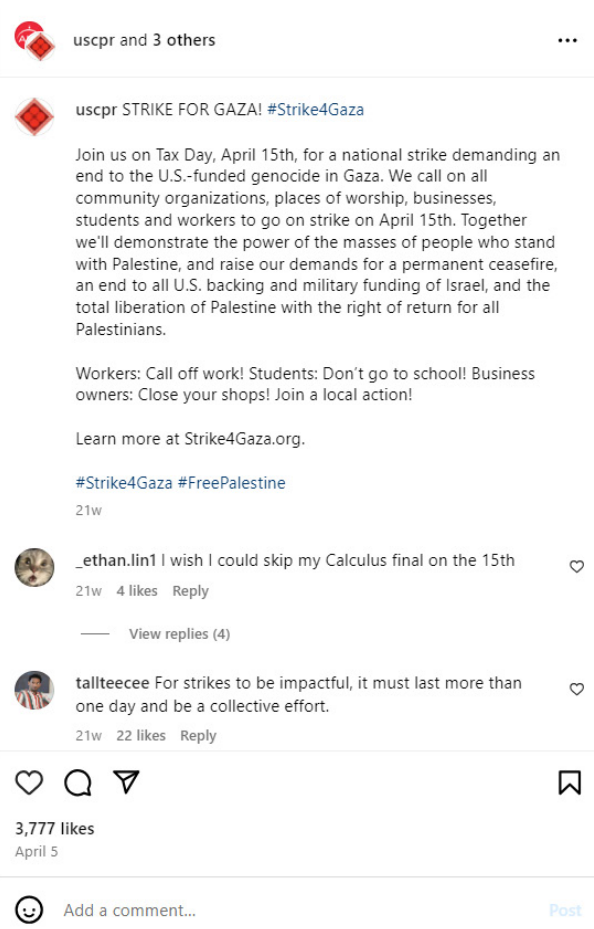 uscpr and 3 others
uscpr STRIKE FOR GAZA! #Strike4Gaza
Join us on Tax Day, April 15th, for a national strike demanding an
end to the U.S.-funded genocide in Gaza. We call on all
community organizations, places of worship, businesses,
students and workers to go on strike on April 15th. Together
we'll demonstrate the power of the masses of people who stand
with Palestine, and raise our demands for a permanent ceasefire,
an end to all U.S. backing and military funding of Israel, and the
total liberation of Palestine with the right of return for all
Palestinians.
Workers: Call off work! Students: Don't go to school! Business
owners: Close your shops! Join a local action!
Learn more at Strike4Gaza.org.
#Strike4Gaza #FreePalestine
21w
_ethan.lin1 I wish I could skip my Calculus final on the 15th
21w 4 likes Reply
View replies (4)
tallteecee For strikes to be impactful, it must last more than
one day and be a collective effort.
21w 22 likes Reply
3,777 likes
April 5
Add a comment...
Post